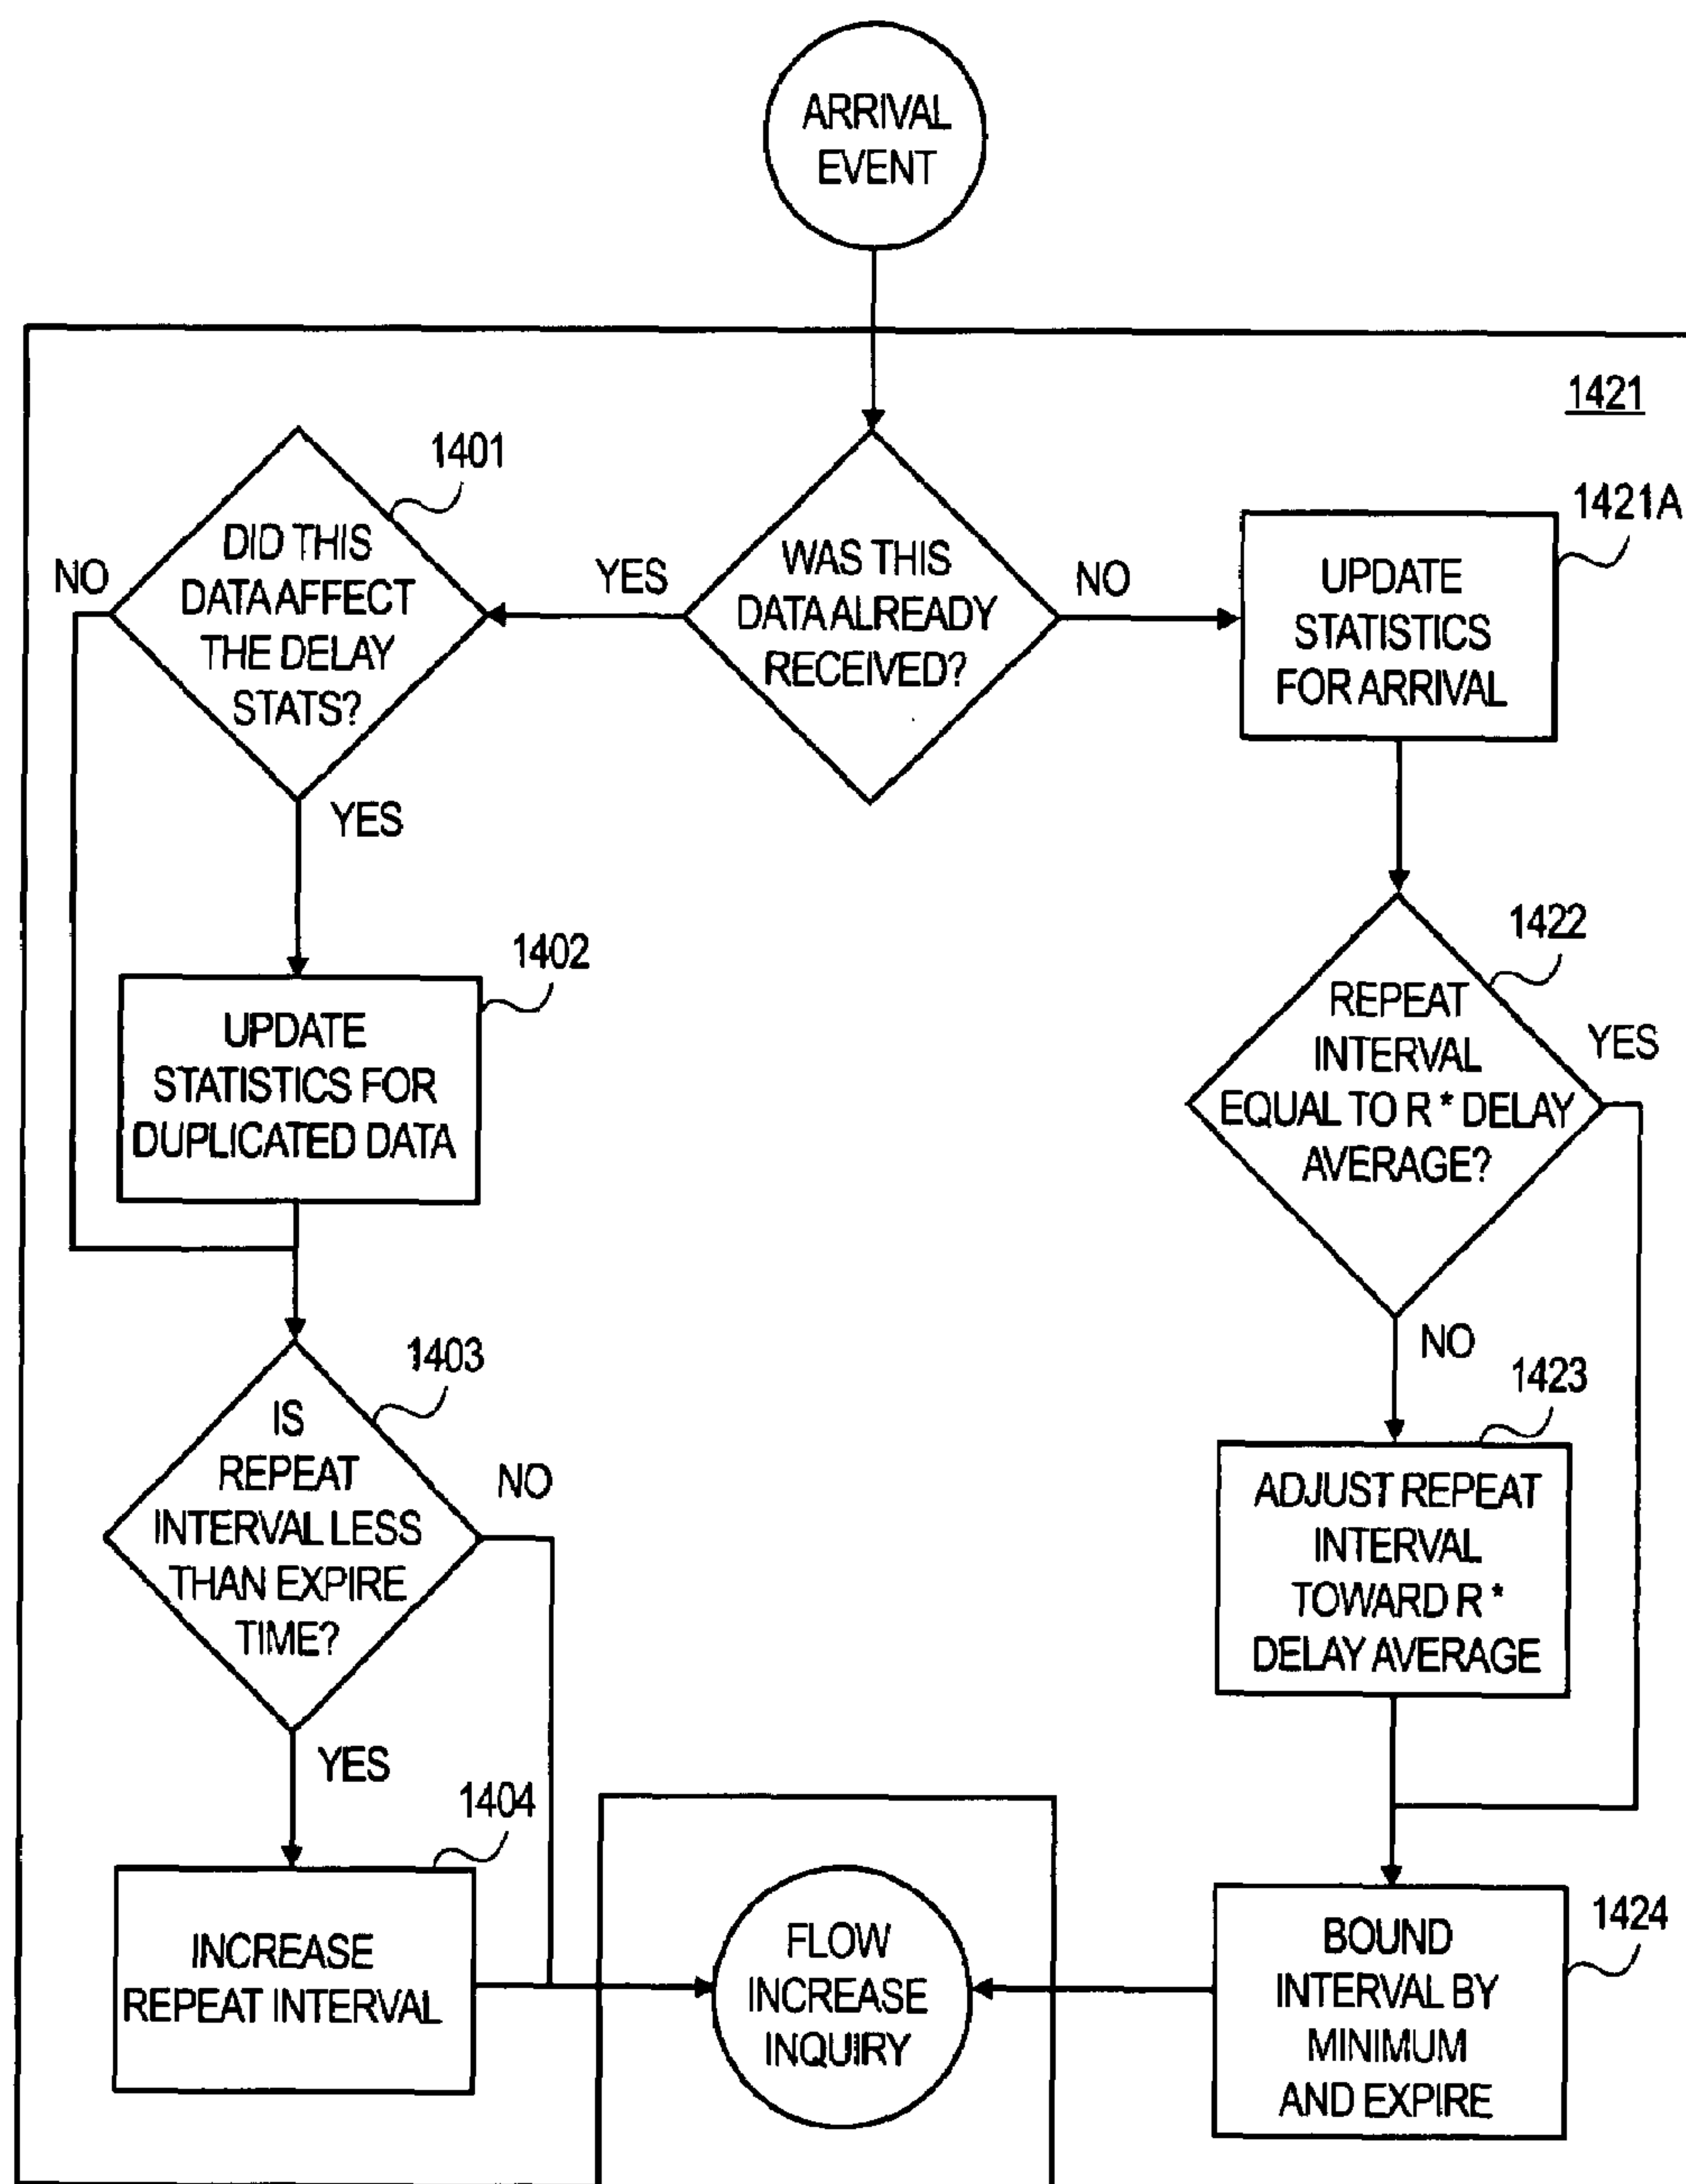 ARRIVAL
EVENT
1421
1401
DID THIS
DATA AFFECT
THE DELAY
STATS?
NO
YES
YES
WAS THIS
DATA ALREADY
RECEIVED?
NO
1421A
UPDATE
STATISTICS
FOR ARRIVAL
1402
UPDATE
STATISTICS FOR
DUPLICATED DATA
1422
REPEAT
INTERVAL
EQUAL TO R * DELAY
AVERAGE?
YES
NO
1403
IS
REPEAT
INTERVAL LESS
THAN EXPIRE
TIME?
NO
YES
1423
ADJUST REPEAT
INTERVAL
TOWARD R *
DELAY AVERAGE
1404
INCREASE
REPEAT INTERVAL
FLOW
INCREASE
INQUIRY
1424
BOUND
INTERVAL BY
MINIMUM
AND EXPIRE